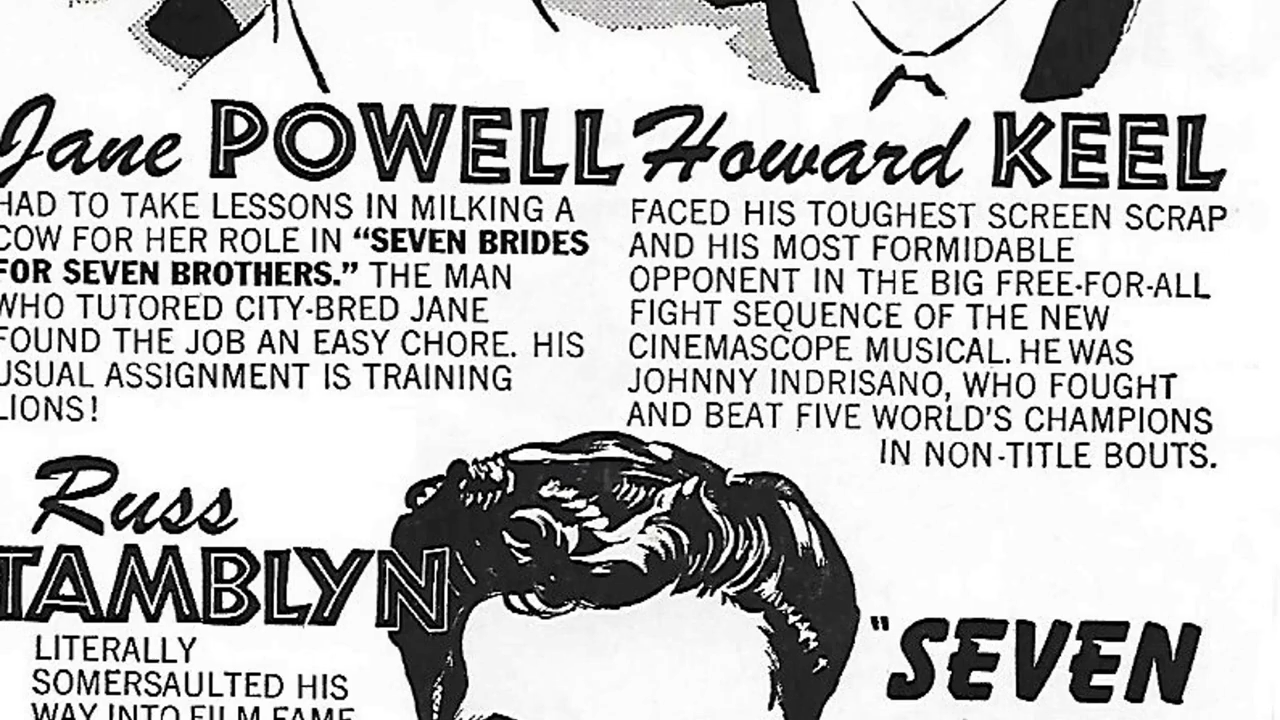 Jane POWELL
HAD TO TAKE LESSONS IN MILKING A
COW FOR HER ROLE IN “SEVEN BRIDES
FOR SEVEN BROTHERS.” THE MAN
WHO TUTORED CITY-BRED JANE
FOUND THE JOB AN EASY CHORE. HIS
USUAL ASSIGNMENT IS TRAINING
LIONS!
Howard KEEL
FACED HIS TOUGHEST SCREEN SCRAP
AND HIS MOST FORMIDABLE
OPPONENT IN THE BIG FREE-FOR-ALL
FIGHT SEQUENCE OF THE NEW
CINEMASCOPE MUSICAL. HE WAS
JOHNNY INDRISANO, WHO FOUGHT
AND BEAT FIVE WORLD'S CHAMPIONS
IN NON-TITLE BOUTS.
Russ
TAMBLYN
LITERALLY
SOMERSAULTED HIS
WAY INTO FILM FAME
"SEVEN